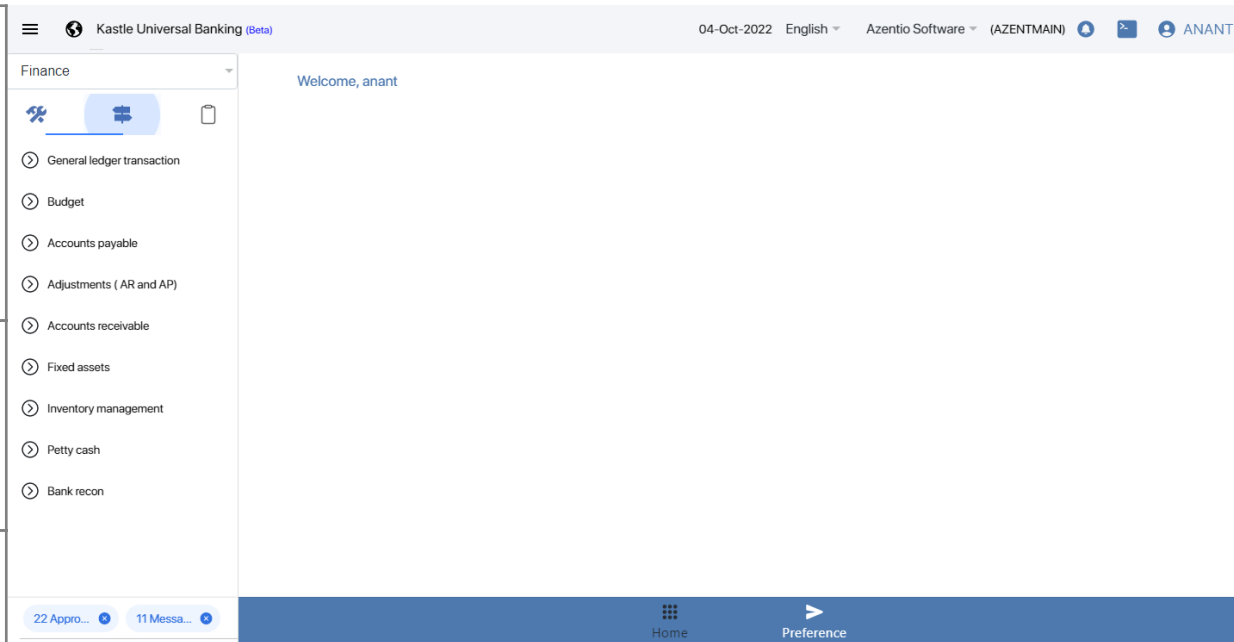 Kastle Universal Banking (Beta)
04-Oct-2022 English Azentio Software (AZENTMAIN) ANANT
Finance
Welcome, anant
General ledger transaction
Budget
Accounts payable
Adjustments ( AR and AP)
Accounts receivable
Fixed assets
Inventory management
Petty cash
Bank recon
22 Appro... 11 Messa...
Home Preference